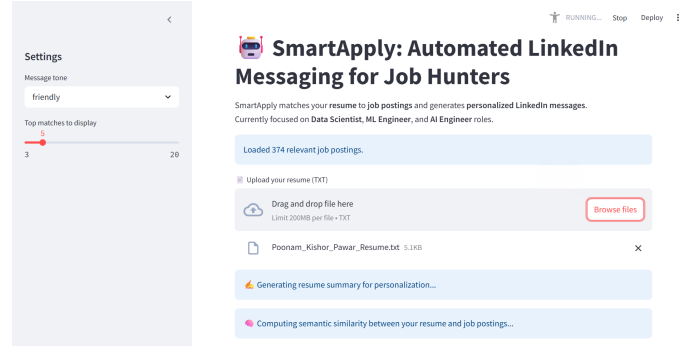 RUNNING... Stop Deploy
Settings
Message tone
friendly
Top matches to display
5
3 20
SmartApply: Automated LinkedIn
Messaging for Job Hunters
SmartApply matches your resume to job postings and generates personalized LinkedIn messages.
Currently focused on Data Scientist, ML Engineer, and AI Engineer roles.
Loaded 374 relevant job postings.
Upload your resume (TXT)
Drag and drop file here
Limit 200MB per file • TXT
Browse files
Poonam_Kishor_Pawar_Resume.txt 5.1KB
Generating resume summary for personalization...
Computing semantic similarity between your resume and job postings...